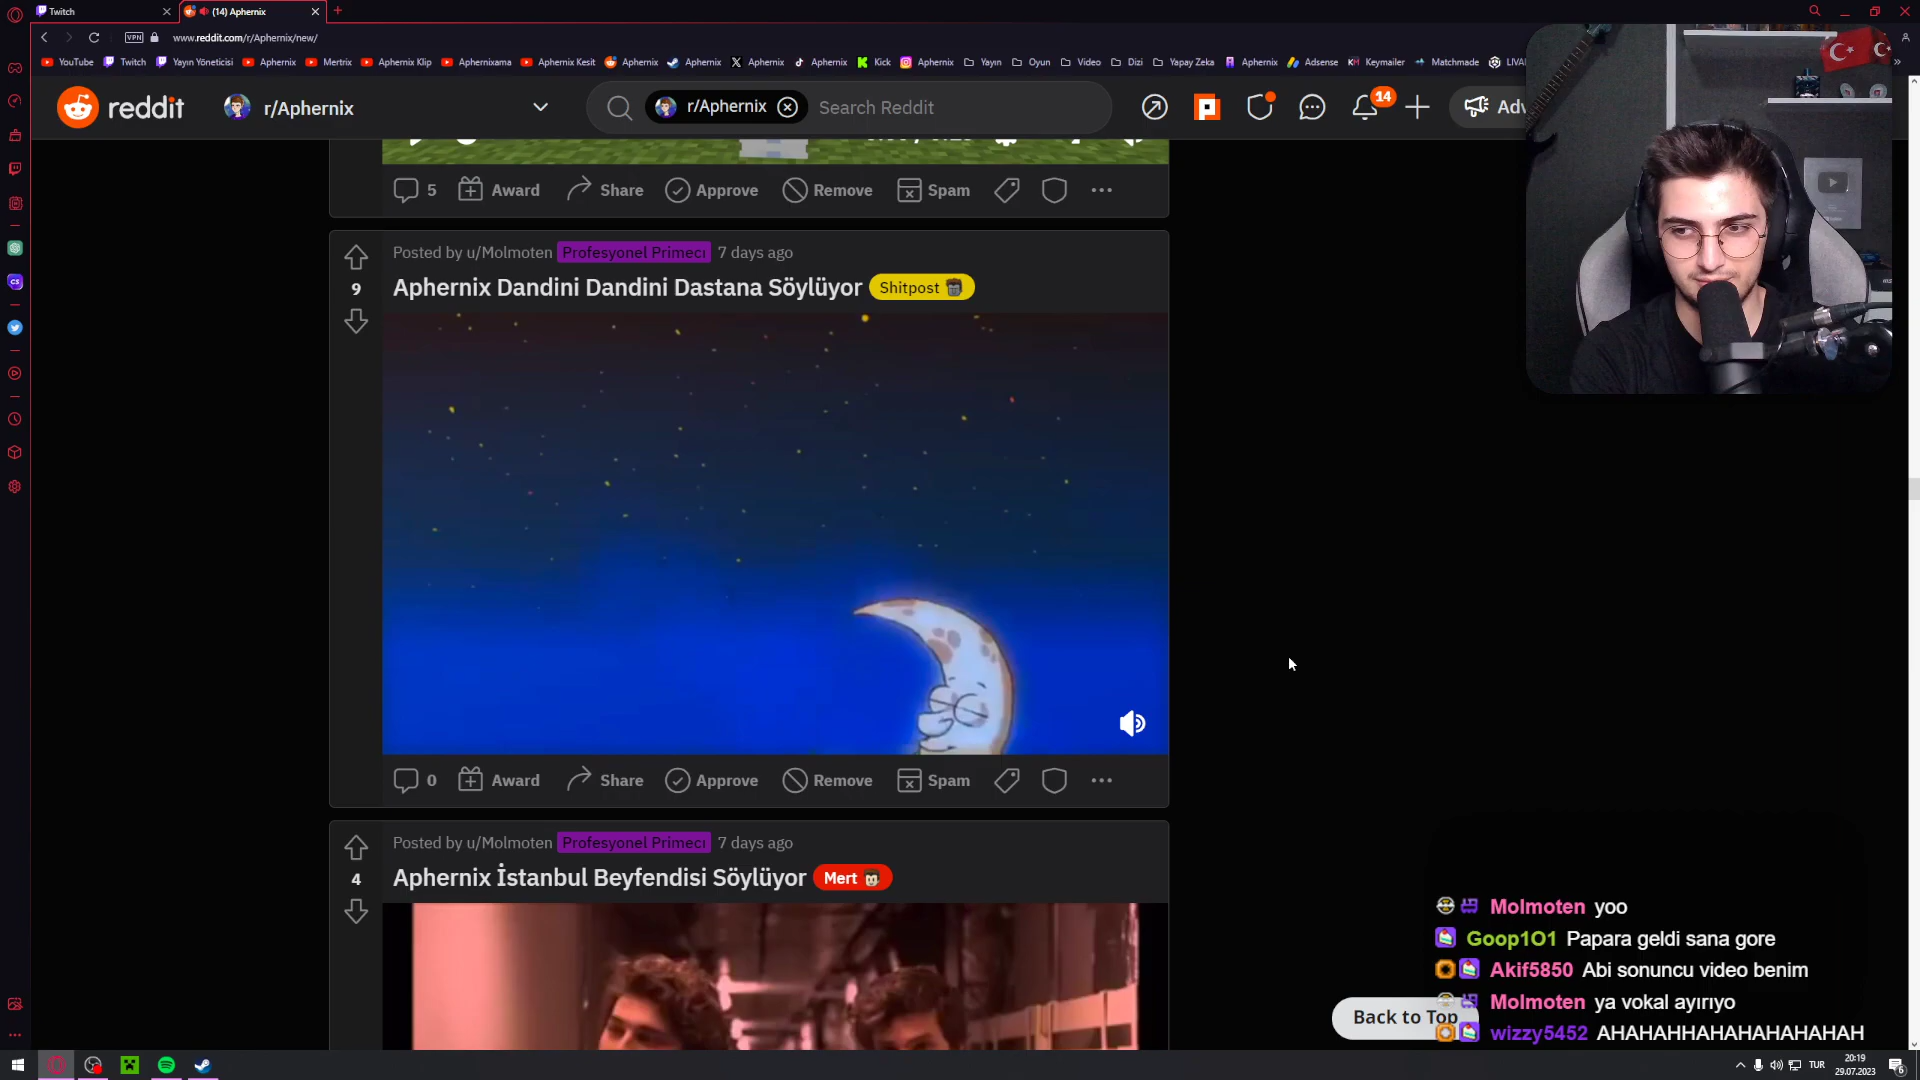 Twitch
(14) Aphernix
VPN
www.reddit.com/r/Aphernix/new/
YouTube Twitch Yayın Yöneticisi Aphernix Mertrix Aphernix Klip Aphernixama Aphernix Kesit Aphernix Aphernix Aphernix Aphernix Kick Aphernix Yayın Oyun Video Dizi Yapay Zeka Aphernix Adsense Keymailer Matchmade
reddit r/Aphernix r/Aphernix Search Reddit 14
5 Award Share Approve Remove Spam
Posted by u/Molmoten Profesyonel Primecı 7 days ago
Aphernix Dandini Dandini Dastana Söylüyor Shitpost
9
0 Award Share Approve Remove Spam
Posted by u/Molmoten Profesyonel Primecı 7 days ago
Aphernix İstanbul Beyfendisi Söylüyor Mert
4
Molmoten yoo
Goop1O1 Papara geldi sana gore
Akif5850 Abi sonuncu video benim
Molmoten ya vokal ayırıyo
Back to Top
wizzy5452 AHAHAHHAHAHAHAHAHAH
TUR
20:19
29.07.2023
6